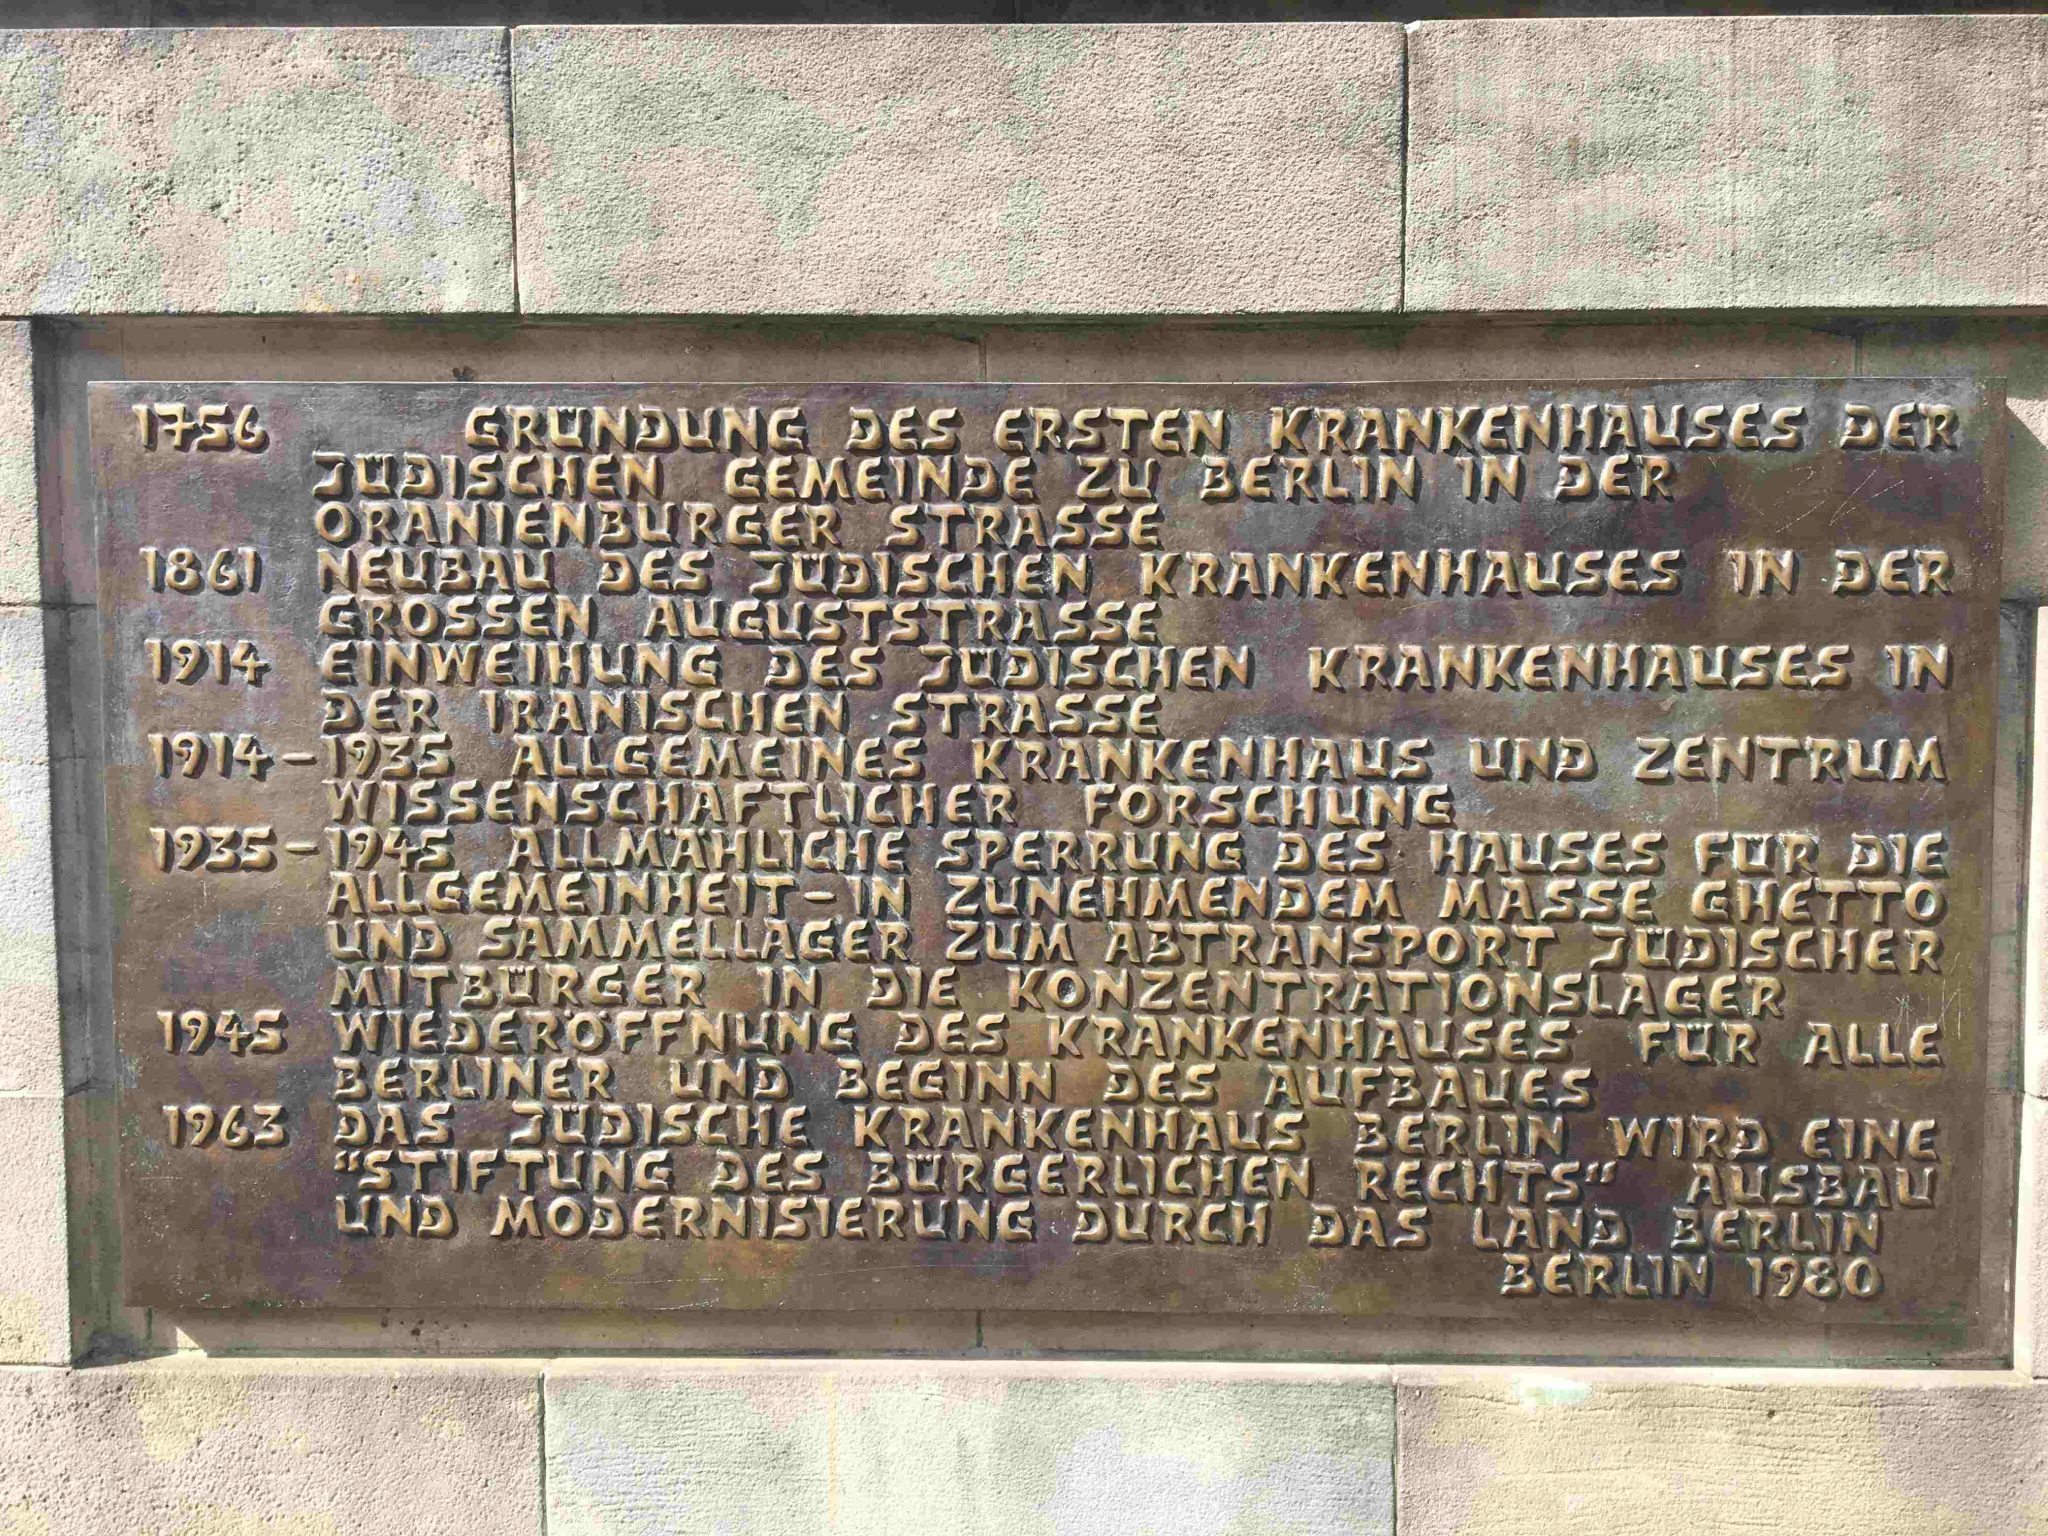 1756 GRÜNDUNG DES ERSTEN KRANKENHAUSES DER
JÜDISCHEN GEMEINDE ZU BERLIN IN DER
ORANIENBURGER STRASSE
1861 NEUBAU DES JÜDISCHEN KRANKENHAUSES IN DER
GROSSEN AUGUSTSTRASSE
1914 EINWEIHUNG DES JÜDISCHEN KRANKENHAUSES IN
DER IRANISCHEN STRASSE
1914-1935 ALLGEMEINES KRANKENHAUS UND ZENTRUM
WISSENSCHAFTLICHER FORSCHUNG
1935-1945 ALLMÄHLICHE SPERRUNG DES HAUSES FÜR DIE
ALLGEMEINHEIT-IN ZUNEHMENDEM MASSE GHETTO
UND SAMMELLAGER ZUM ABTRANSPORT JÜDISCHER
MITBÜRGER IN DIE KONZENTRATIONSLAGER
1945 WIEDERÖFFNUNG DES KRANKENHAUSES FÜR ALLE
BERLINER UND BEGINN DES AUFBAUES
1963 DAS JÜDISCHE KRANKENHAUS BERLIN WIRD EINE
"STIFTUNG DES BÜRGERLICHEN RECHTS" AUSBAU
UND MODERNISIERUNG DURCH DAS LAND BERLIN
BERLIN 1980